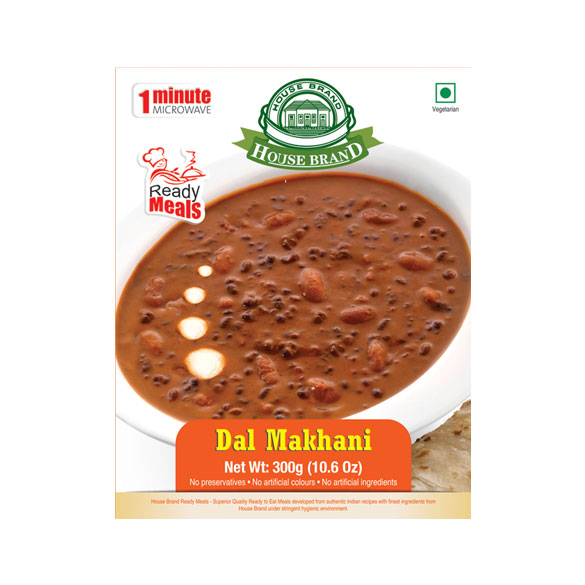 1 minute
MICROWAVE
HOUSE BRAND
HOUSE BRAND
Vegetarian
Ready
Meals
Dal Makhani
Net Wt: 300g (10.6 Oz)
No preservatives • No artificial colours • No artificial ingredients
House Brand Ready Meals - Superior Quality Ready to Eat Meals developed from authentic Indian recipes with finest ingredients from
House Brand under stringent hygienic environment.